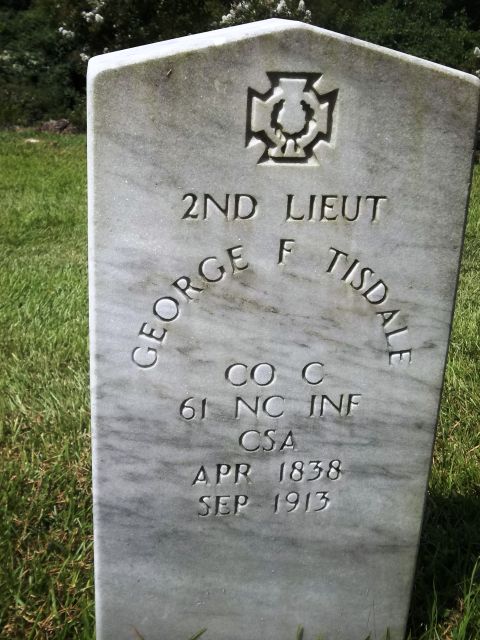 2ND LIEUT
GEORGE F TISDALE
CO C
61 NC INF
CSA
APR 1838
SEP 1913